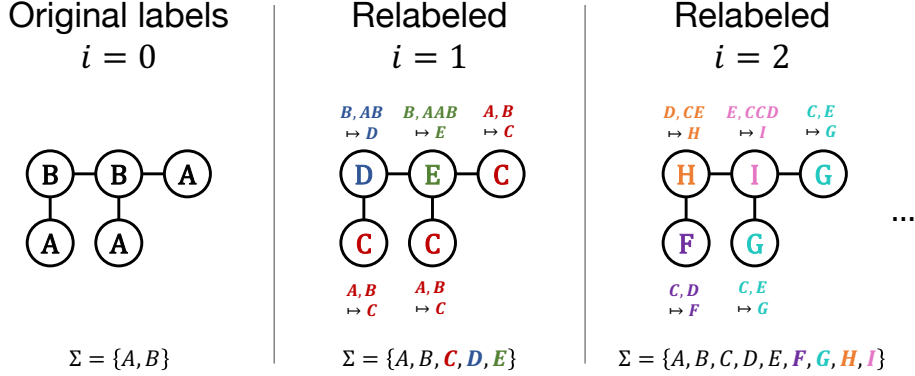 Original labels
i = 0
B B A
A A
Σ = {A, B}
Relabeled
i = 1
B, AB
↦ D
B, AAB
↦ E
A, B
↦ C
D E C
C C
A, B
↦ C
A, B
↦ C
Σ = {A, B, C, D, E}
Relabeled
i = 2
D, CE
↦ H
E, CCD
↦ I
C, E
↦ G
H I G
F G
C, D
↦ F
C, E
↦ G
Σ = {A, B, C, D, E, F, G, H, I}
...